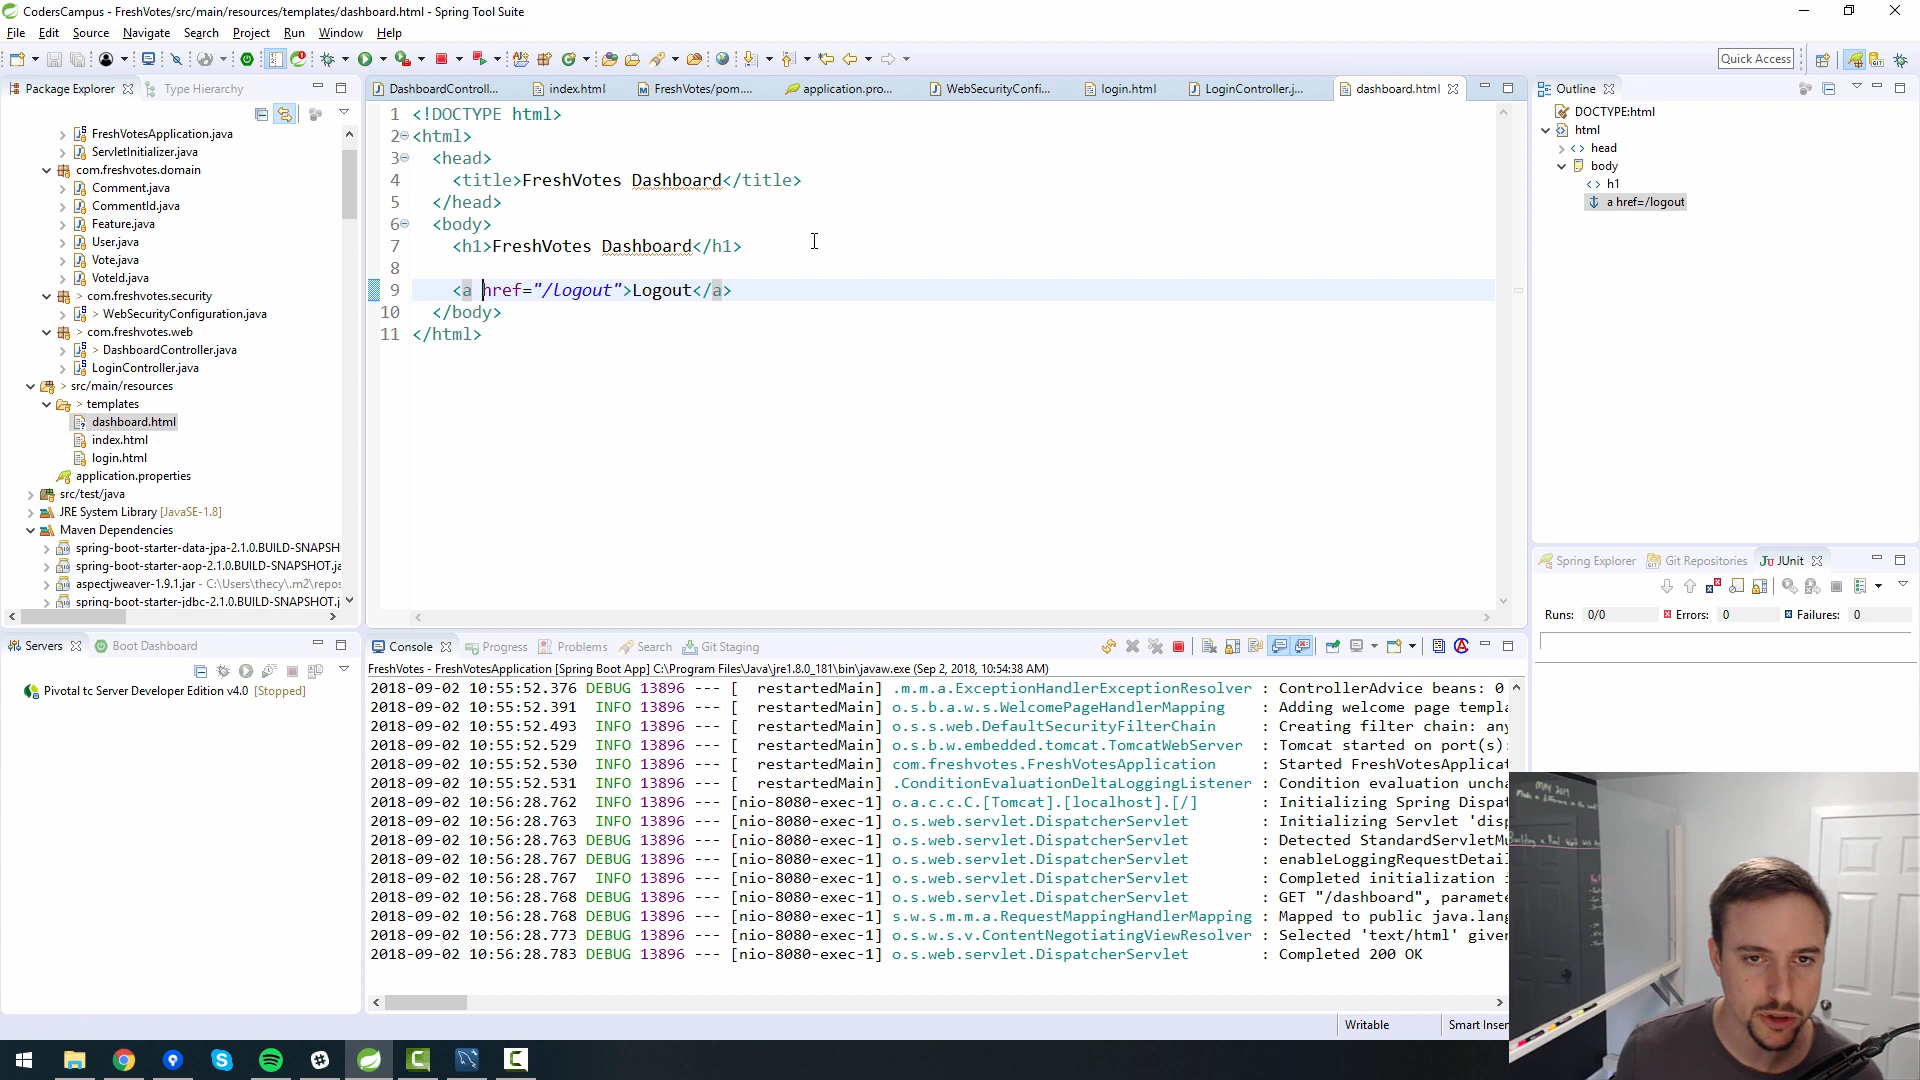 CodersCampus - FreshVotes/src/main/resources/templates/dashboard.html - Spring Tool Suite
File Edit Source Navigate Search Project Run Window Help
Quick Access
Package Explorer Type Hierarchy
FreshVotesApplication.java
ServletInitializer.java
com.freshvotes.domain
Comment.java
CommentId.java
Feature.java
User.java
Vote.java
VoteId.java
> com.freshvotes.security
> WebSecurityConfiguration.java
> com.freshvotes.web
> DashboardController.java
LoginController.java
> src/main/resources
> templates
dashboard.html
index.html
login.html
application.properties
src/test/java
JRE System Library [JavaSE-1.8]
Maven Dependencies
spring-boot-starter-data-jpa-2.1.0.BUILD-SNAPSH
spring-boot-starter-aop-2.1.0.BUILD-SNAPSHOT.ja
aspectjweaver-1.9.1.jar - C:\Users\thecy\.m2\repos
spring-boot-starter-jdbc-2.1.0.BUILD-SNAPSHOT.j
DashboardControll... index.html FreshVotes/pom.... application.pro... WebSecurityConfi... login.html LoginController.j... dashboard.html
1 <!DOCTYPE html>
2 <html>
3 <head>
4 <title>FreshVotes Dashboard</title>
5 </head>
6 <body>
7 <h1>FreshVotes Dashboard</h1>
8
9 <a href="/logout">Logout</a>
10 </body>
11 </html>
Outline
DOCTYPE:html
html
head
body
h1
a href=/logout
Spring Explorer Git Repositories JUnit
Runs: 0/0 Errors: 0 Failures: 0
Servers Boot Dashboard
Pivotal tc Server Developer Edition v4.0 [Stopped]
Console Progress Problems Search Git Staging
FreshVotes - FreshVotesApplication [Spring Boot App] C:\Program Files\Java\jre1.8.0_181\bin\javaw.exe (Sep 2, 2018, 10:54:38 AM)
2018-09-02 10:55:52.376 DEBUG 13896 --- [ restartedMain] .m.m.a.ExceptionHandlerExceptionResolver : ControllerAdvice beans: 0
2018-09-02 10:55:52.391 INFO 13896 --- [ restartedMain] o.s.b.a.w.s.WelcomePageHandlerMapping : Adding welcome page templa
2018-09-02 10:55:52.493 INFO 13896 --- [ restartedMain] o.s.s.web.DefaultSecurityFilterChain : Creating filter chain: any
2018-09-02 10:55:52.529 INFO 13896 --- [ restartedMain] o.s.b.w.embedded.tomcat.TomcatWebServer : Tomcat started on port(s):
2018-09-02 10:55:52.530 INFO 13896 --- [ restartedMain] com.freshvotes.FreshVotesApplication : Started FreshVotesApplicat
2018-09-02 10:55:52.531 INFO 13896 --- [ restartedMain] .ConditionEvaluationDeltaLoggingListener : Condition evaluation uncha
2018-09-02 10:56:28.762 INFO 13896 --- [nio-8080-exec-1] o.a.c.c.C.[Tomcat].[localhost].[/] : Initializing Spring Dispat
2018-09-02 10:56:28.763 INFO 13896 --- [nio-8080-exec-1] o.s.web.servlet.DispatcherServlet : Initializing Servlet 'disp
2018-09-02 10:56:28.763 DEBUG 13896 --- [nio-8080-exec-1] o.s.web.servlet.DispatcherServlet : Detected StandardServletMu
2018-09-02 10:56:28.767 DEBUG 13896 --- [nio-8080-exec-1] o.s.web.servlet.DispatcherServlet : enableLoggingRequestDetail
2018-09-02 10:56:28.767 INFO 13896 --- [nio-8080-exec-1] o.s.web.servlet.DispatcherServlet : Completed initialization i
2018-09-02 10:56:28.768 DEBUG 13896 --- [nio-8080-exec-1] o.s.web.servlet.DispatcherServlet : GET "/dashboard", paramete
2018-09-02 10:56:28.768 DEBUG 13896 --- [nio-8080-exec-1] s.w.s.m.m.a.RequestMappingHandlerMapping : Mapped to public java.lang
2018-09-02 10:56:28.773 DEBUG 13896 --- [nio-8080-exec-1] o.s.w.s.v.ContentNegotiatingViewResolver : Selected 'text/html' given
2018-09-02 10:56:28.783 DEBUG 13896 --- [nio-8080-exec-1] o.s.web.servlet.DispatcherServlet : Completed 200 OK
Writable Smart Inser